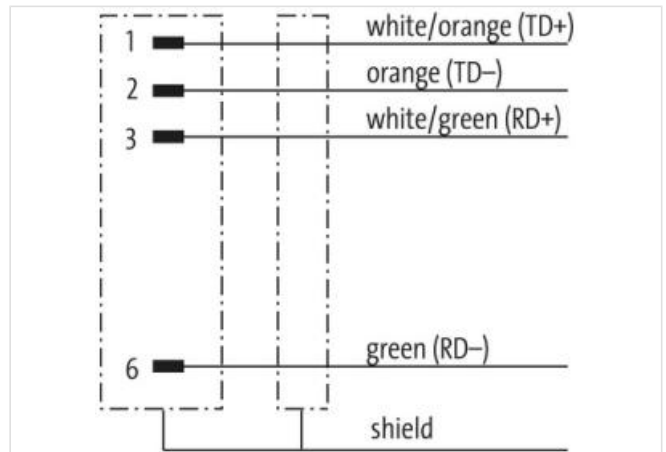 1 white/orange (TD+)
2 orange (TD–)
3 white/green (RD+)
6 green (RD–)
shield